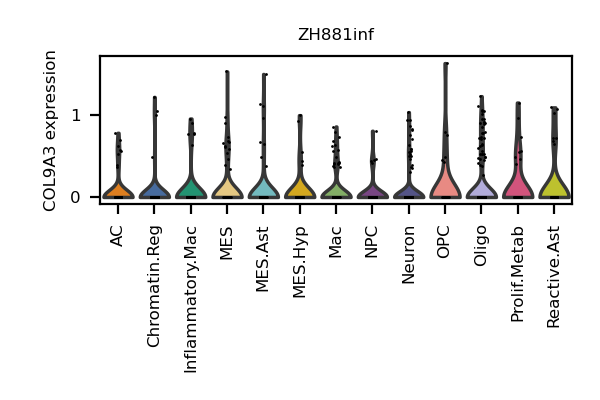 ZH881inf
COL9A3 expression
1
0
AC
Chromatin.Reg
Inflammatory.Mac
MES
MES.Ast
MES.Hyp
Mac
NPC
Neuron
OPC
Oligo
Prolif.Metab
Reactive.Ast